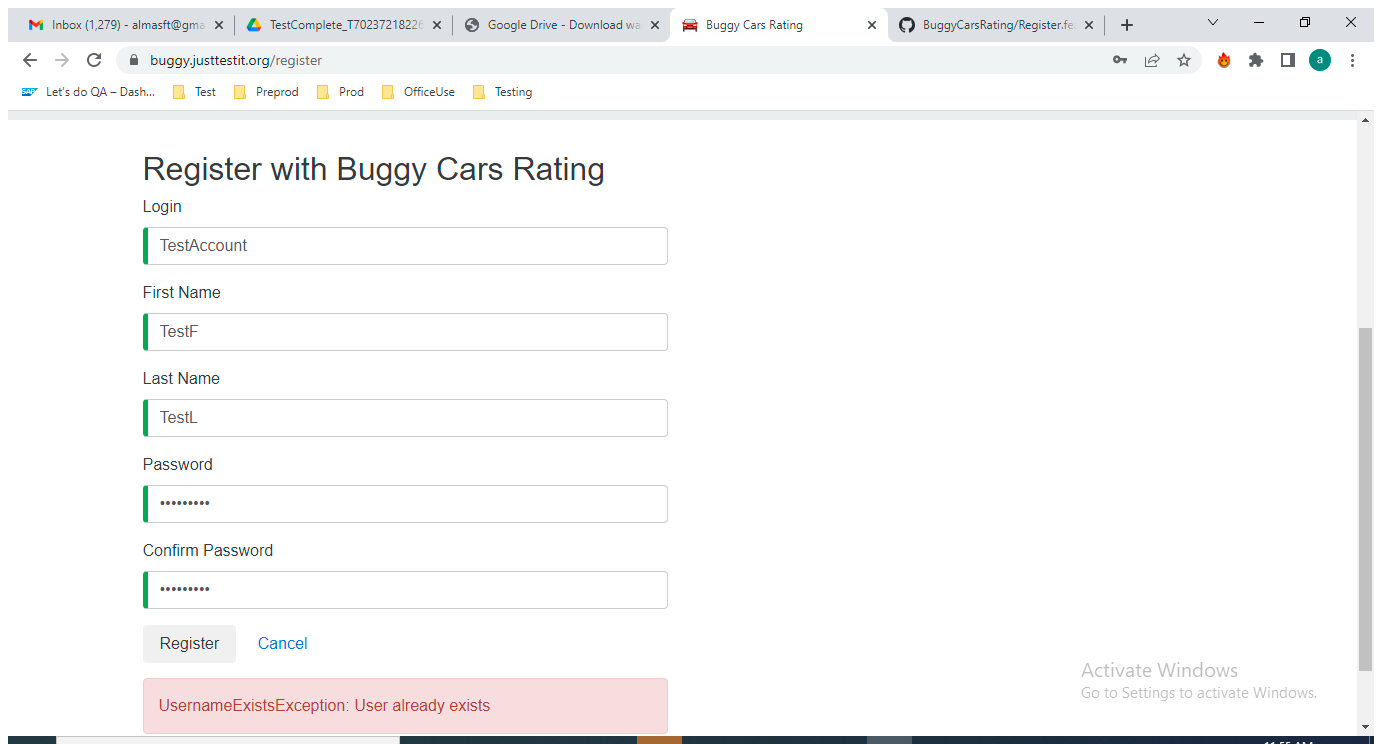 Inbox (1,279) - almasft@gma
TestComplete_T70237218226
Google Drive - Download wa
Buggy Cars Rating
BuggyCarsRating/Register.fe
buggy.justtestit.org/register
a
SAP
Let's do QA – Dash...
Test
Preprod
Prod
OfficeUse
Testing
Register with Buggy Cars Rating
Login
TestAccount
First Name
TestF
Last Name
TestL
Password
•••••••••
Confirm Password
•••••••••
Register
Cancel
Activate Windows
Go to Settings to activate Windows.
UsernameExistsException: User already exists